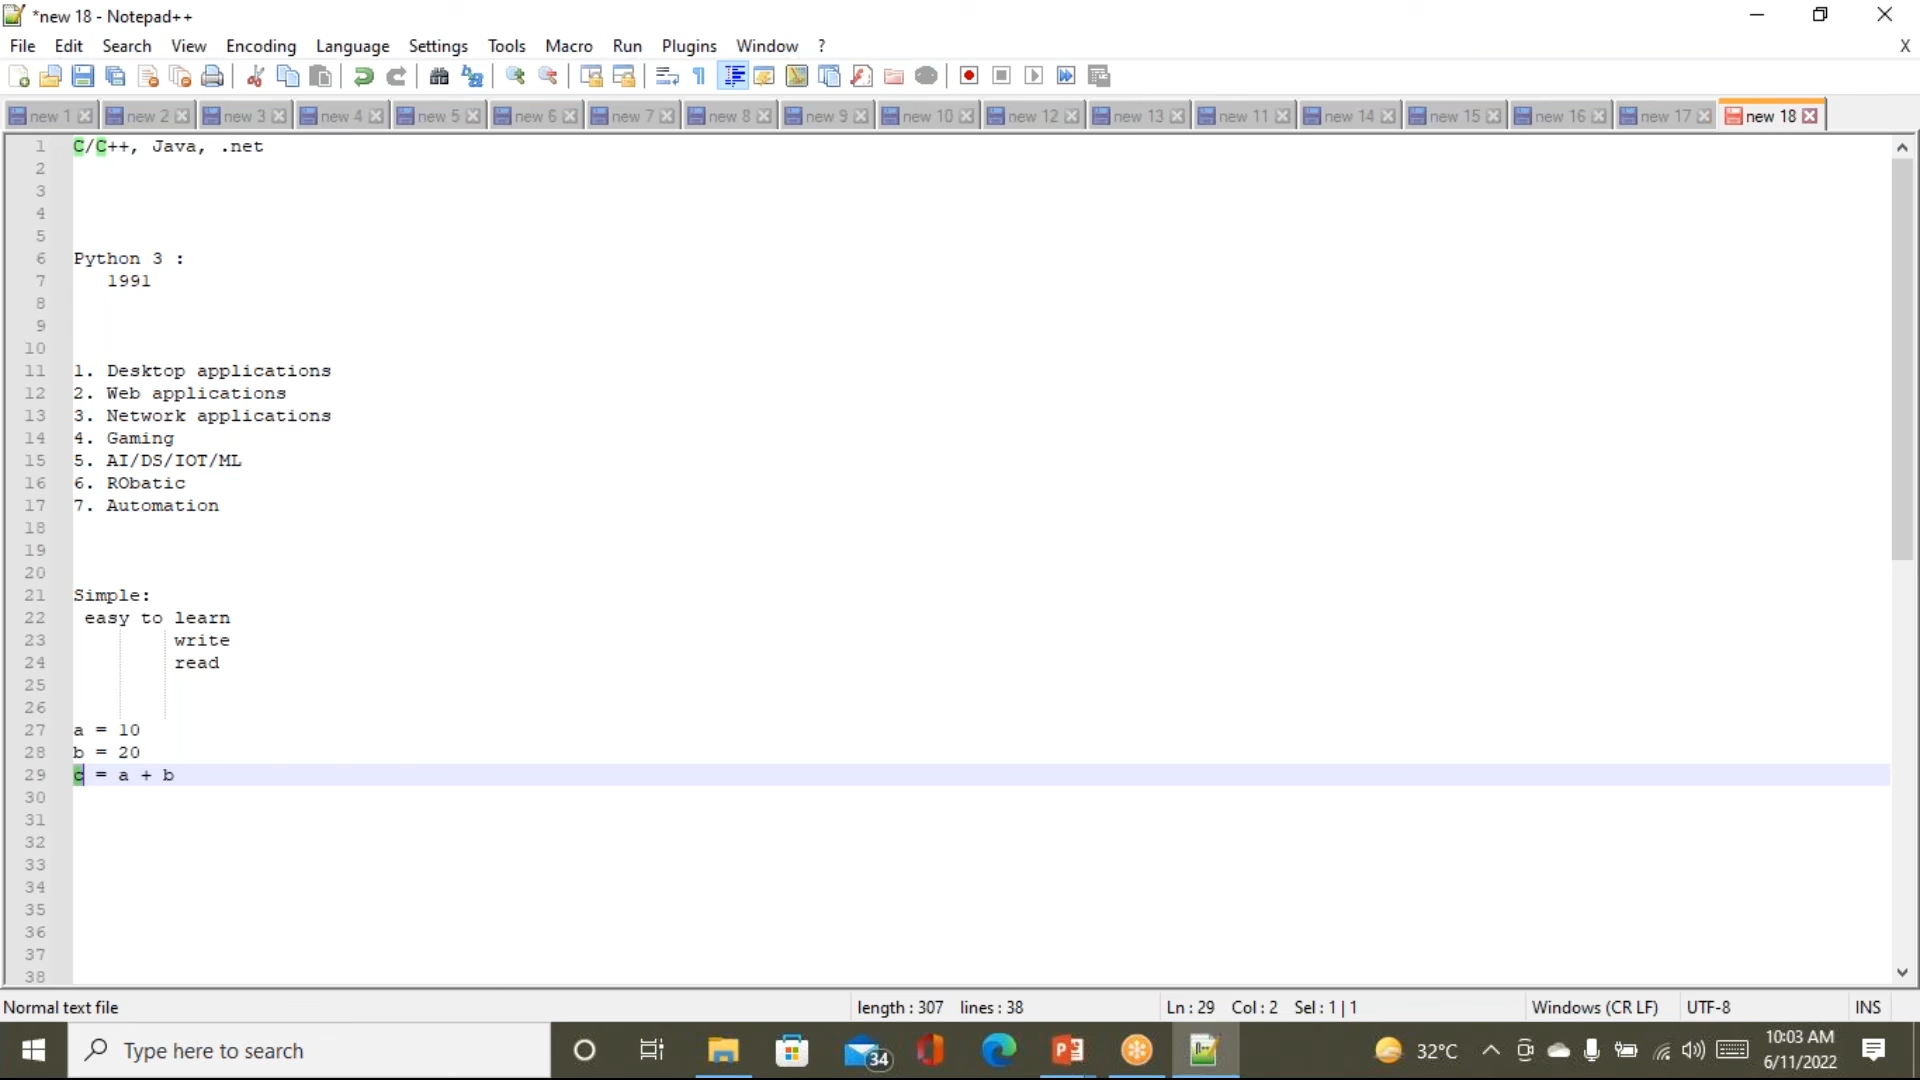 *new 18 - Notepad++
File Edit Search View Encoding Language Settings Tools Macro Run Plugins Window ? X
new 1 new 2 new 3 new 4 new 5 new 6 new 7 new 8 new 9 new 10 new 12 new 13 new 11 new 14 new 15 new 16 new 17 new 18
1 C/C++, Java, .net
2
3
4
5
6 Python 3 :
7 1991
8
9
10
11 1. Desktop applications
12 2. Web applications
13 3. Network applications
14 4. Gaming
15 5. AI/DS/IOT/ML
16 6. RObatic
17 7. Automation
18
19
20
21 Simple:
22 easy to learn
23 write
24 read
25
26
27 a = 10
28 b = 20
29 c = a + b
30
31
32
33
34
35
36
37
38
Normal text file length : 307 lines : 38 Ln : 29 Col : 2 Sel : 1 | 1 Windows (CR LF) UTF-8 INS
Type here to search 34 32°C 10:03 AM
6/11/2022